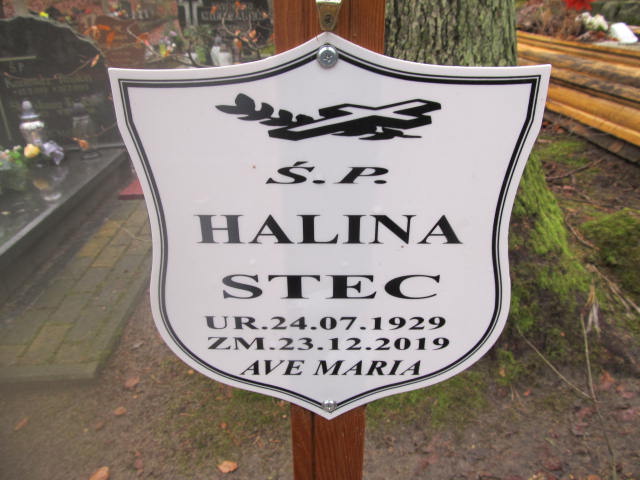 Ś.P.
HALINA
STEC
UR.24.07.1929
ZM.23.12.2019
AVE MARIA